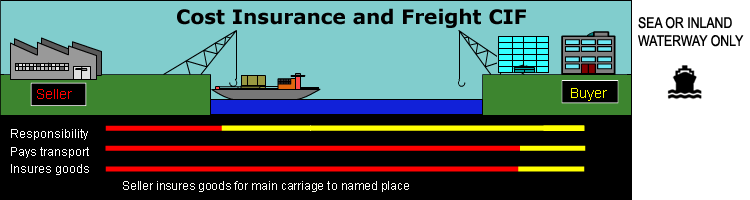 Cost Insurance and Freight CIF
SEA OR INLAND
WATERWAY ONLY
Seller
Buyer
Responsibility
Pays transport
Insures goods
Seller insures goods for main carriage to named place